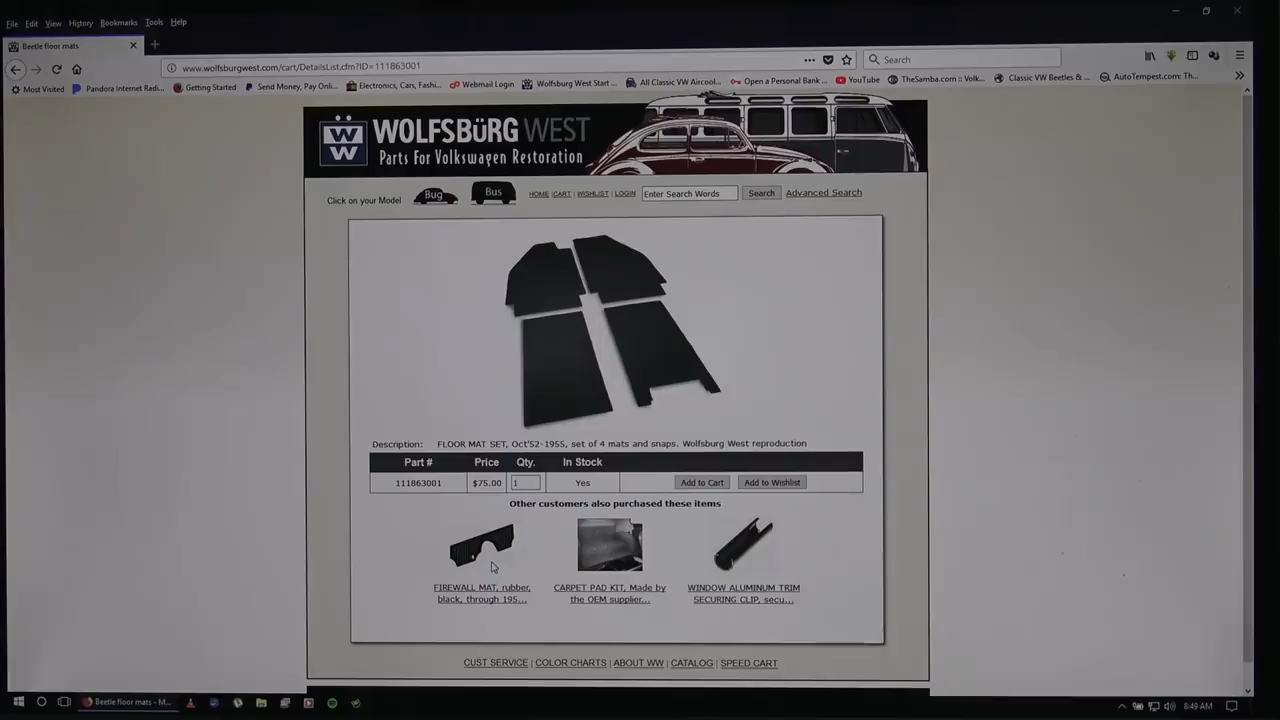 File Edit View History Bookmarks Tools Help
Beetle floor mats
www.wolfsburgwest.com/cart/DetailsList.cfm?ID=111863001
Search
Most Visited Pandora Internet Radi... Getting Started Send Money, Pay Onli... Electronics, Cars, Fashi... Webmail Login Wolfsburg West Start ... All Classic VW Aircool... Open a Personal Bank ... YouTube TheSamba.com :: Volk... Classic VW Beetles & ... AutoTempest.com: Th...
WOLFSBüRG WEST
Parts For Volkswagen Restoration
W
W
Click on your Model Bug Bus HOME | CART | WISHLIST | LOGIN Enter Search Words Search Advanced Search
Description: FLOOR MAT SET, Oct'52-1955, set of 4 mats and snaps. Wolfsburg West reproduction
Part # Price Qty. In Stock
111863001 $75.00 1 Yes Add to Cart Add to Wishlist
Other customers also purchased these items
FIREWALL MAT, rubber,
black, through 195...
CARPET PAD KIT, Made by
the OEM supplier...
WINDOW ALUMINUM TRIM
SECURING CLIP, secu...
CUST SERVICE | COLOR CHARTS | ABOUT WW | CATALOG | SPEED CART
Beetle floor mats - M...
8:49 AM